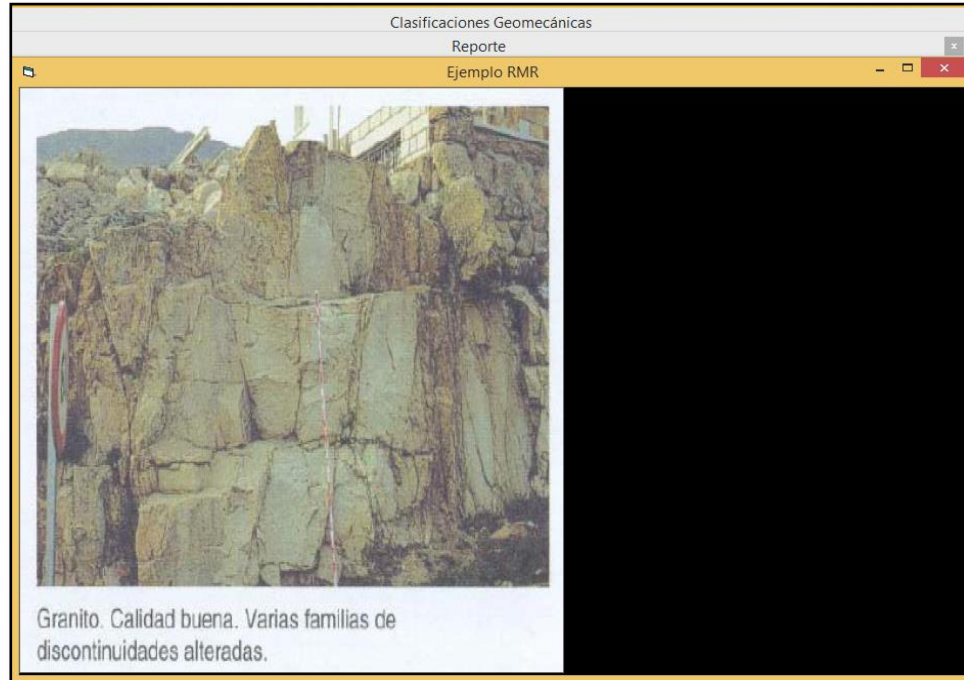 Clasificaciones Geomecánicas
Reporte
Ejemplo RMR
Granito. Calidad buena. Varias familias de
discontinuidades alteradas.